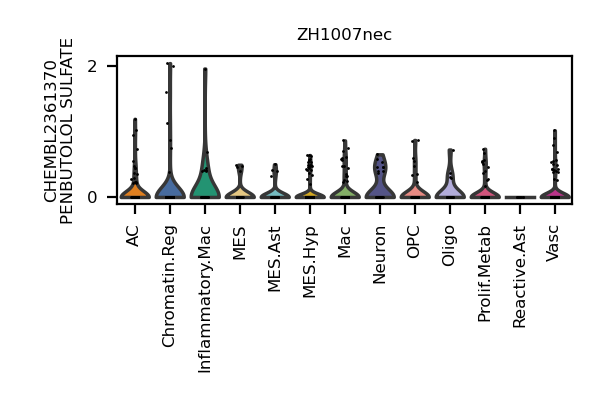 ZH1007nec
CHEMBL2361370
PENBUTOLOL SULFATE
2
0
AC
Chromatin.Reg
Inflammatory.Mac
MES
MES.Ast
MES.Hyp
Mac
Neuron
OPC
Oligo
Prolif.Metab
Reactive.Ast
Vasc